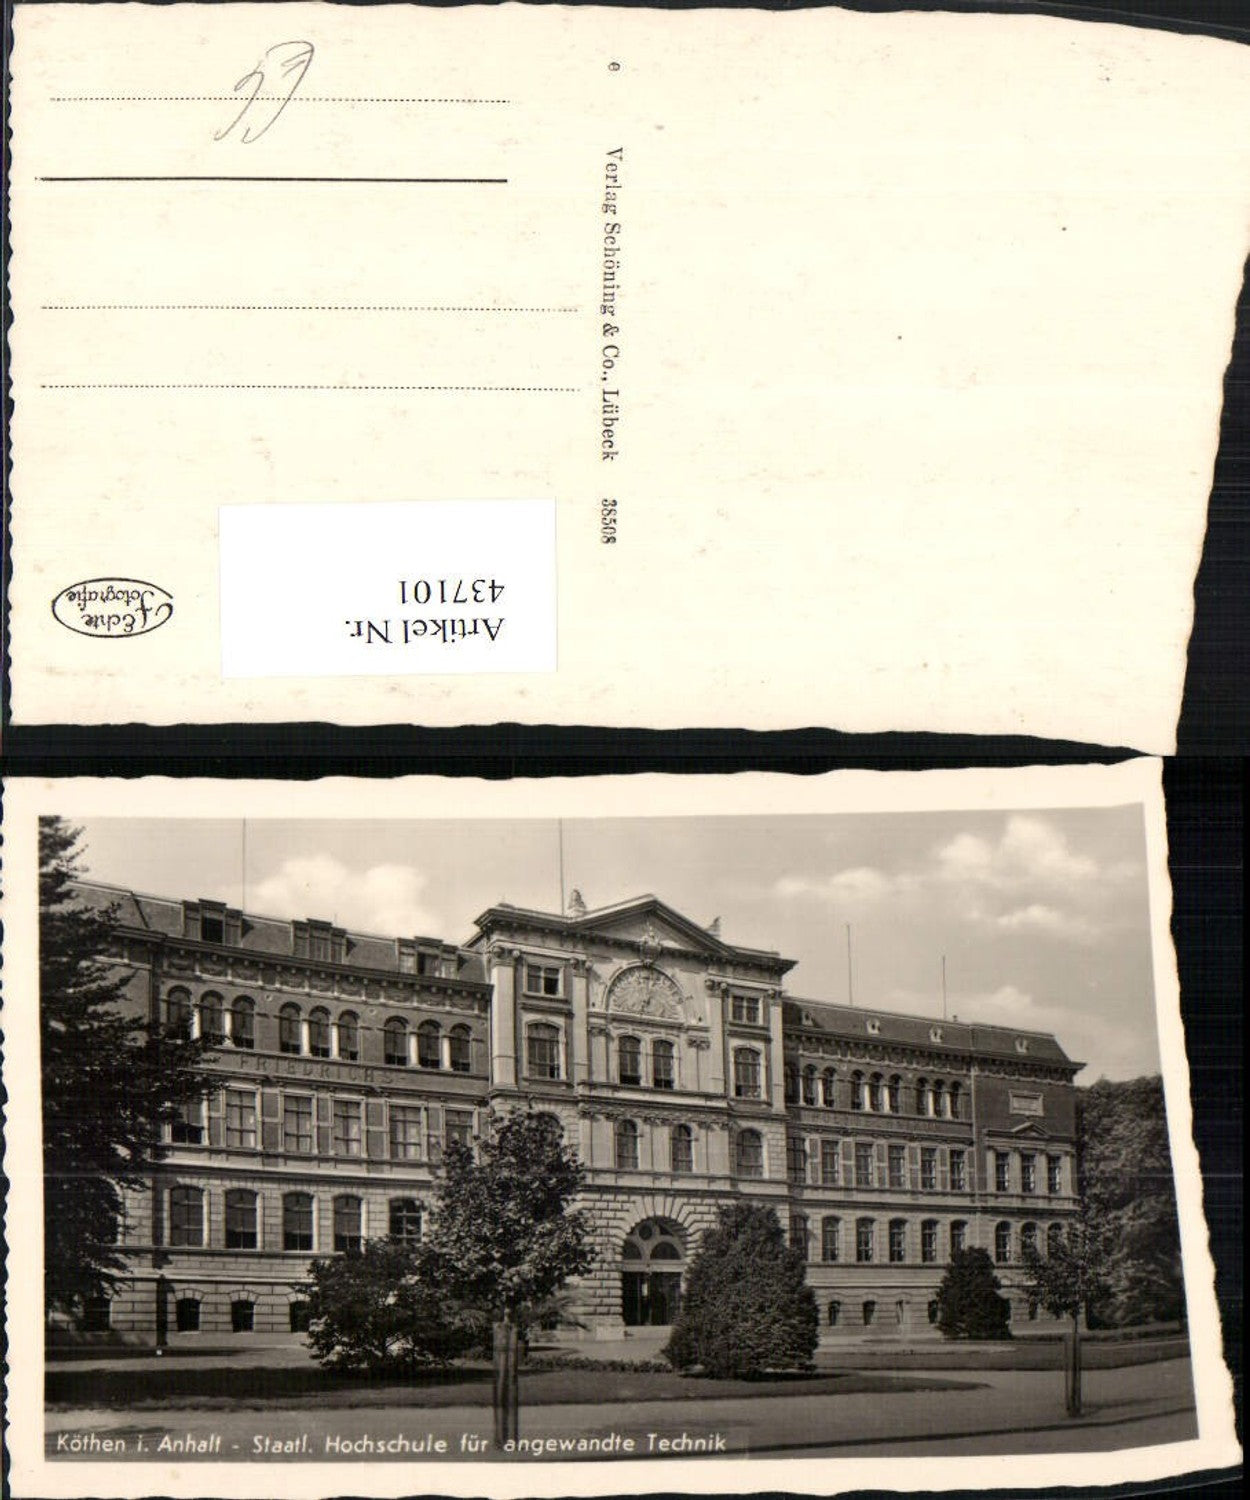 e
Verlag Schöning & Co., Lübeck 38508
Artikel Nr.
437101
Echte
Fotografie
FRIEDRICHS
Köthen i. Anhalt - Staatl. Hochschule für angewandte Technik